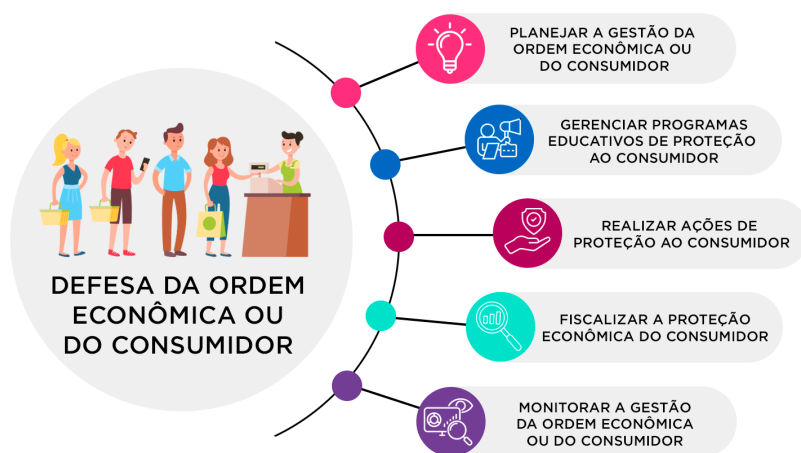 DEFESA DA ORDEM
ECONÔMICA OU
DO CONSUMIDOR
PLANEJAR A GESTÃO DA
ORDEM ECONÔMICA OU
DO CONSUMIDOR
GERENCIAR PROGRAMAS
EDUCATIVOS DE PROTEÇÃO
AO CONSUMIDOR
REALIZAR AÇÕES DE
PROTEÇÃO AO CONSUMIDOR
FISCALIZAR A PROTEÇÃO
ECONÔMICA DO CONSUMIDOR
MONITORAR A GESTÃO
DA ORDEM ECONÔMICA
OU DO CONSUMIDOR